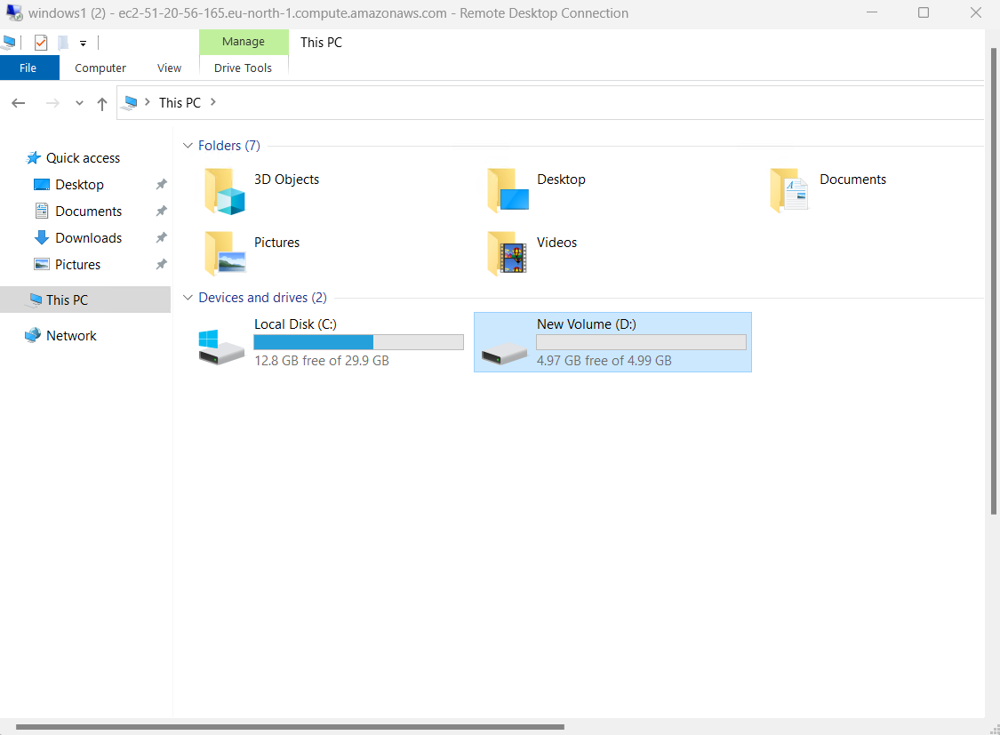 windows1 (2) - ec2-51-20-56-165.eu-north-1.compute.amazonaws.com - Remote Desktop Connection
Manage
This PC
File
Computer
View
Drive Tools
This PC
Quick access
Desktop
Documents
Downloads
Pictures
This PC
Network
Folders (7)
3D Objects
Desktop
Documents
Pictures
Videos
Devices and drives (2)
Local Disk (C:)
12.8 GB free of 29.9 GB
New Volume (D:)
4.97 GB free of 4.99 GB